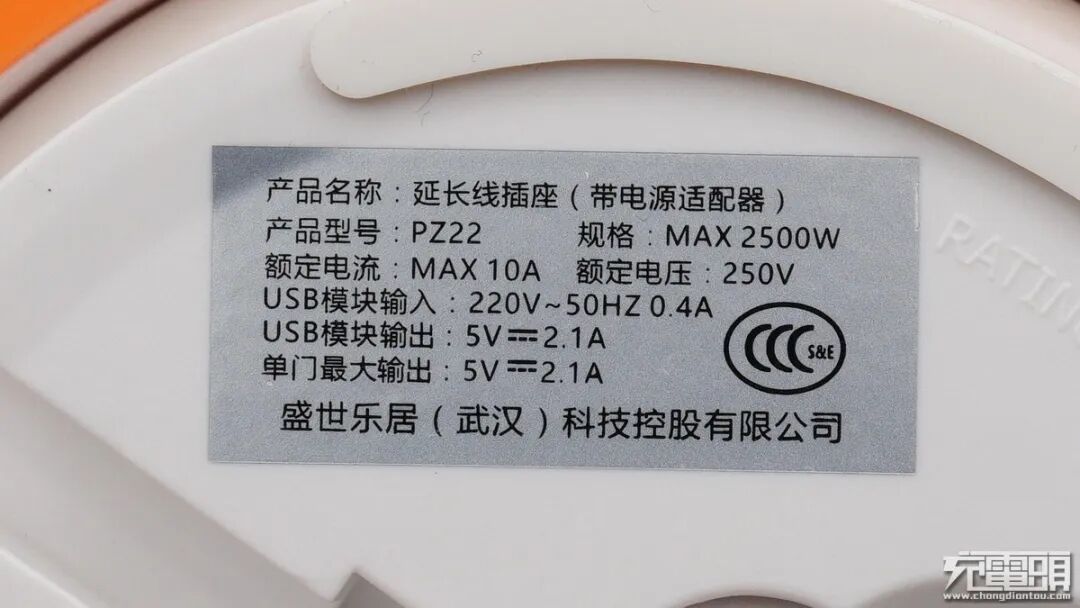 产品名称：延长线插座（带电源适配器）
产品型号：PZ22 规格：MAX 2500W
额定电流：MAX 10A 额定电压：250V
USB模块输入：220V~50HZ 0.4A
USB模块输出：5V⎓2.1A
单门最大输出：5V⎓2.1A
CCC S&E
盛世乐居（武汉）科技控股有限公司
RATIN
充電頭
www.chongdiantou.com